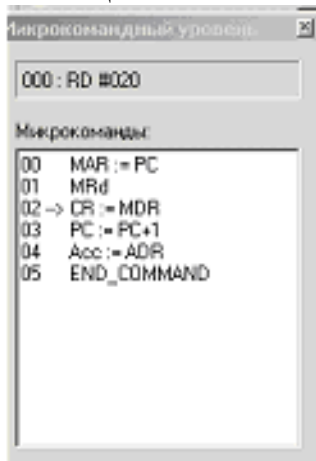 Микрокомандный уровень
000 : RD #020
Микрокоманды:
00 MAR := PC
01 MRd
02 -> CR := MDR
03 PC := PC+1
04 Acc := ADR
05 END_COMMAND